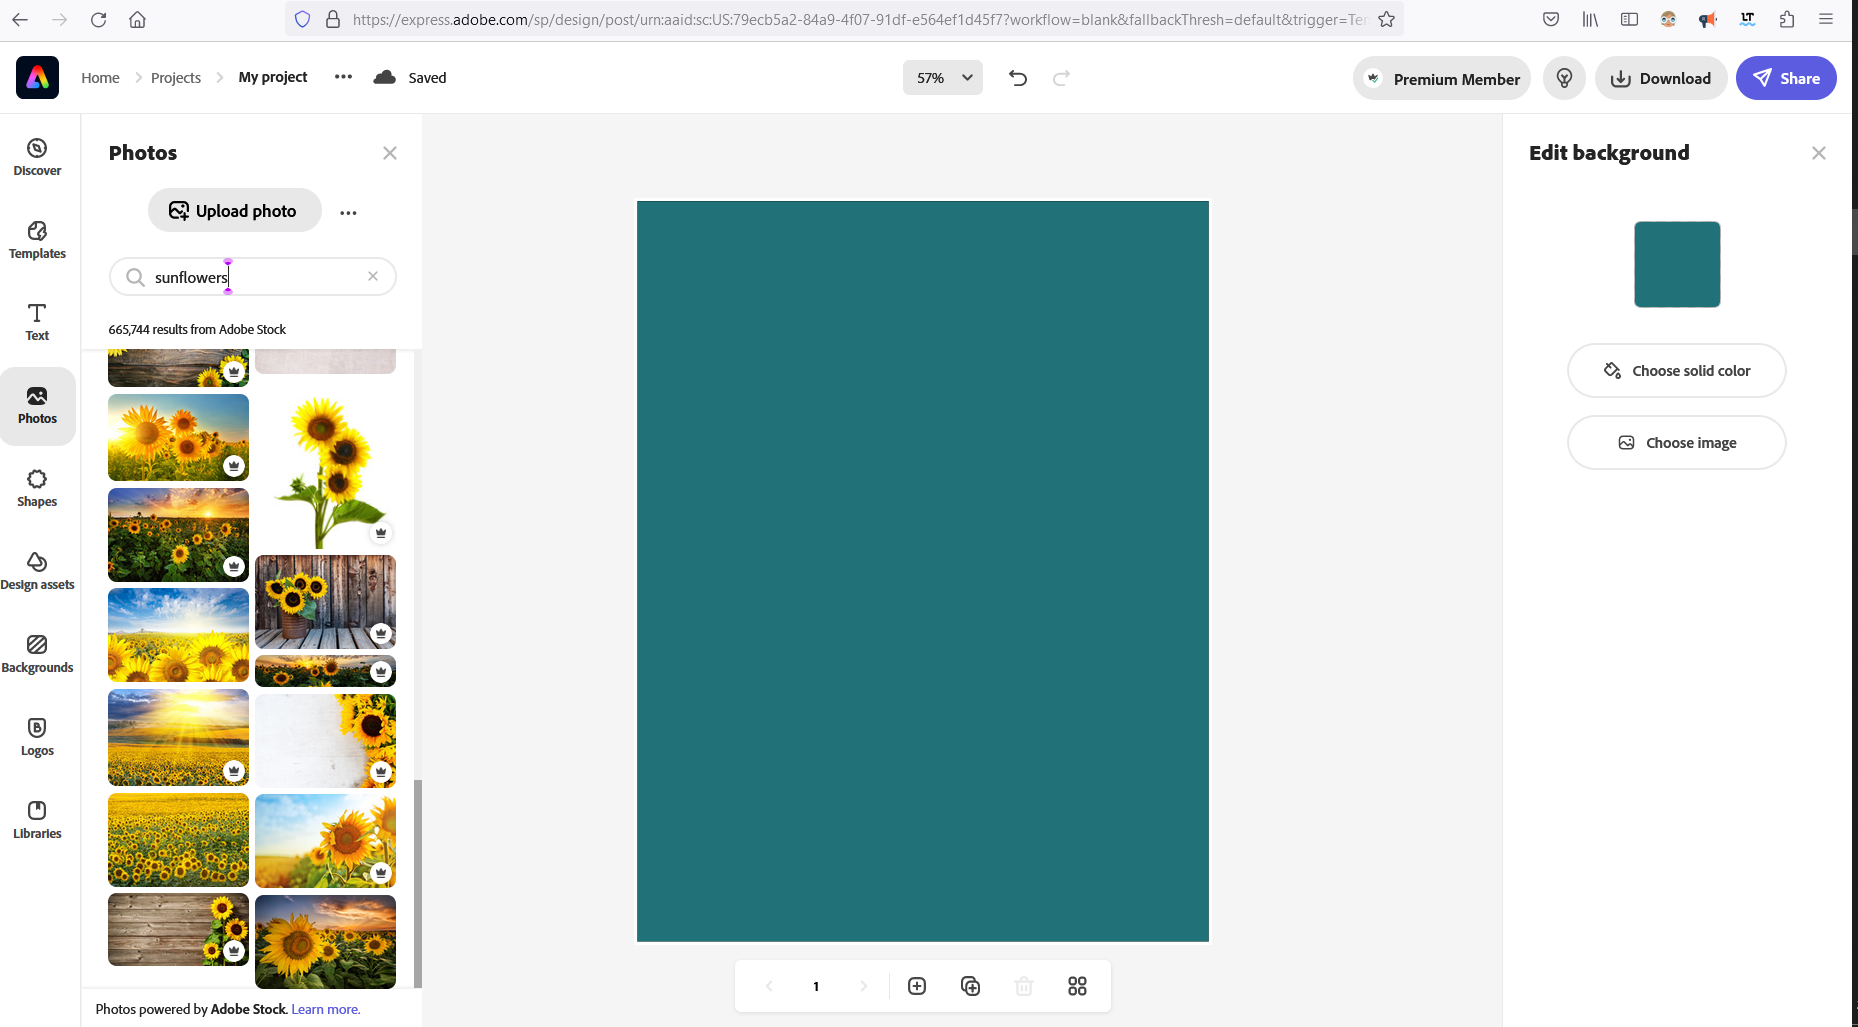 https://express.adobe.com/sp/design/post/urn:aaid:sc:US:79ecb5a2-84a9-4f07-91df-e564ef1d45f7?workflow=blank&fallbackThresh=default&trigger=Ter
LT
Home
Projects
My project
Saved
57%
Premium Member
Download
Share
Discover
Templates
Text
Photos
Shapes
Design assets
Backgrounds
Logos
Libraries
Photos
Upload photo
sunflowers
665,744 results from Adobe Stock
Photos powered by Adobe Stock. Learn more.
1
Edit background
Choose solid color
Choose image